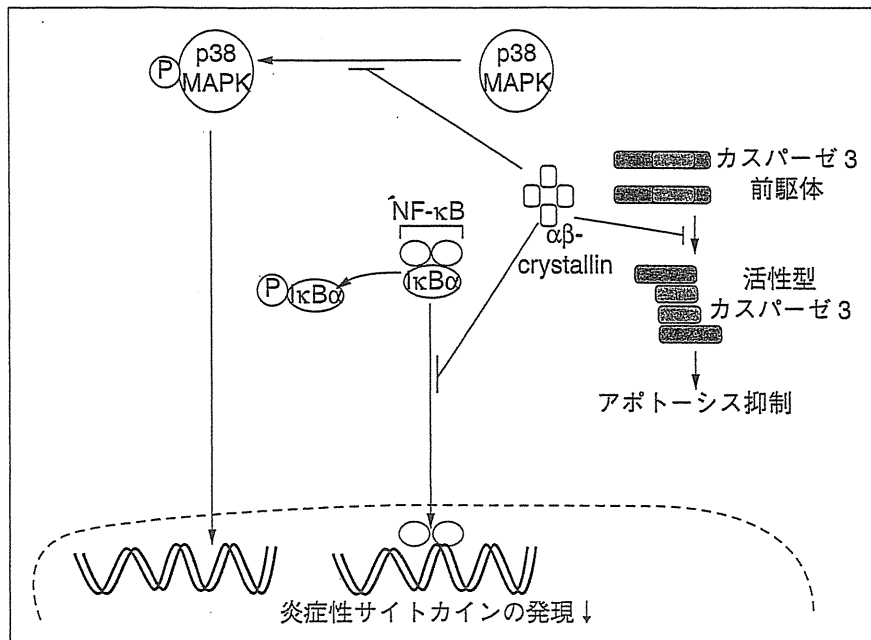 p38
MAPK
P
p38
MAPK
カスパーゼ 3
前駆体
NF-κB
αβ-
crystallin
IκBα
P
IκBα
活性型
カスパーゼ 3
アポトーシス抑制
炎症性サイトカインの発現↓